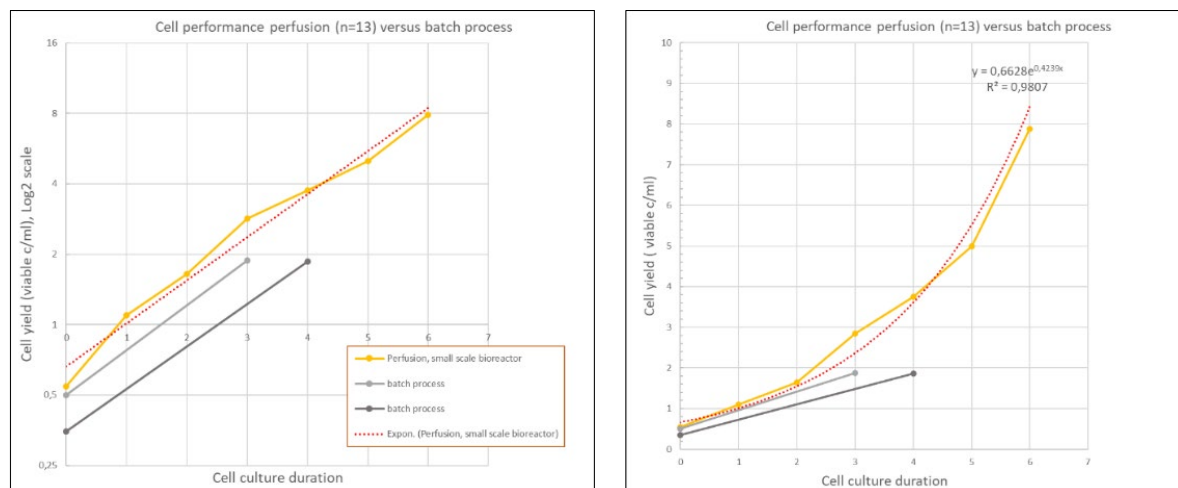 Cell performance perfusion (n=13) versus batch process
16
8
4
2
1
0,5
0,25
0 1 2 3 4 5 6 7
Cell yield (viable c/ml), Log2 scale
Cell culture duration
Perfusion, small scale bioreactor
batch process
batch process
Expon. (Perfusion, small scale bioreactor)
Cell performance perfusion (n=13) versus batch process
y = 0,6628e^0,4239x
R² = 0,9807
10
9
8
7
6
5
4
3
2
1
0
0 1 2 3 4 5 6 7
Cell yield ( viable c/ml)
Cell culture duration